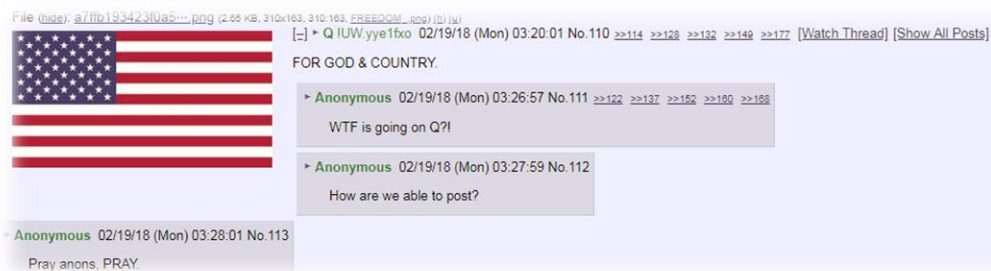 File (hide): a7ffb193423f0a5···.png (2.65 KB, 310x163, 310:163, FREEDOM_.png) (h) (u)
[–] ▸ Q !UW.yye1fxo 02/19/18 (Mon) 03:20:01 No.110 >>114 >>128 >>132 >>149 >>177 [Watch Thread] [Show All Posts]
FOR GOD & COUNTRY.
▸ Anonymous 02/19/18 (Mon) 03:26:57 No.111 >>122 >>137 >>152 >>160 >>168
WTF is going on Q?!
▸ Anonymous 02/19/18 (Mon) 03:27:59 No.112
How are we able to post?
▸ Anonymous 02/19/18 (Mon) 03:28:01 No.113
Pray anons, PRAY.